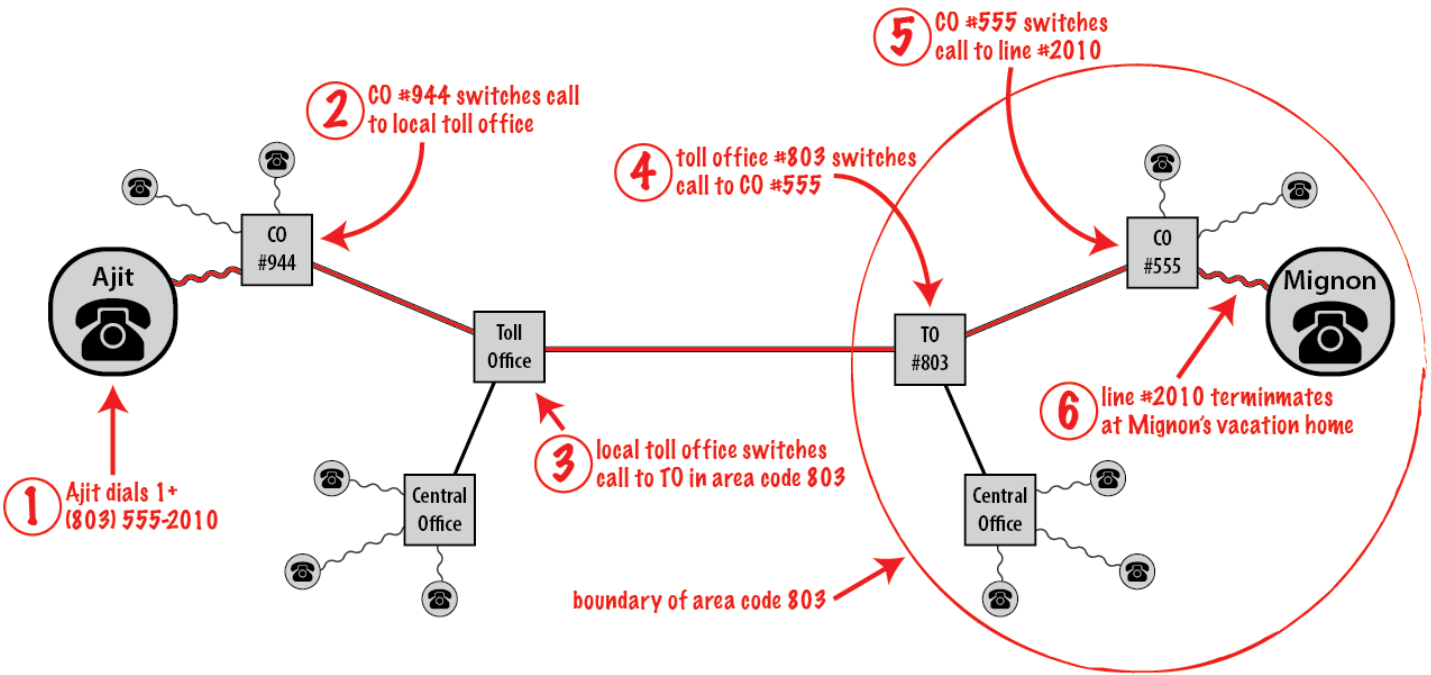 5
CO #555 switches
call to line #2010
2
CO #944 switches call
to local toll office
4
toll office #803 switches
call to CO #555
CO
#944
CO
#555
Ajit
Mignon
Toll
Office
TO
#803
6
line #2010 terminmates
at Mignon's vacation home
3
local toll office switches
call to TO in area code 803
1
Ajit dials 1+
(803) 555-2010
Central
Office
Central
Office
boundary of area code 803